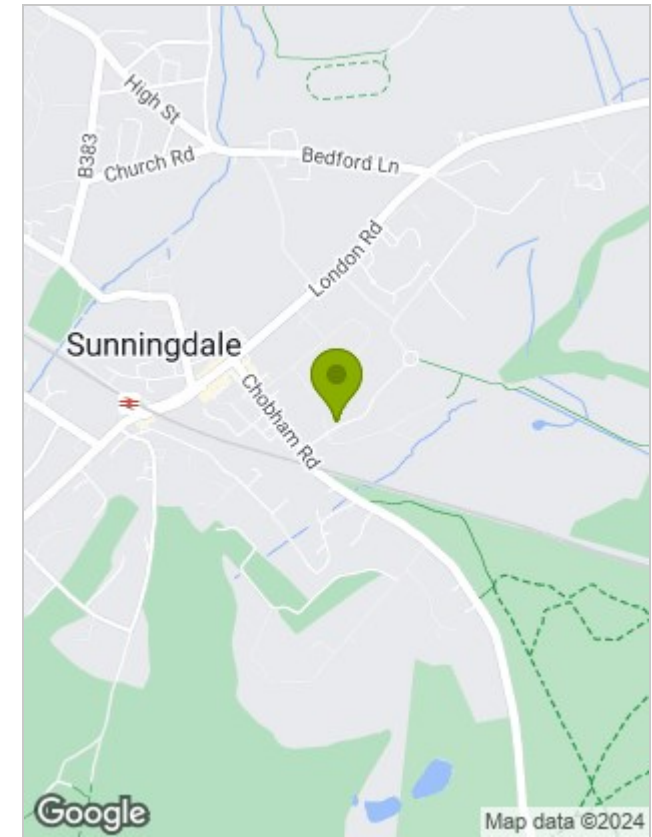 High St
B383
Church Rd
Bedford Ln
London Rd
Sunningdale
Chobham Rd
Google
Map data ©2024